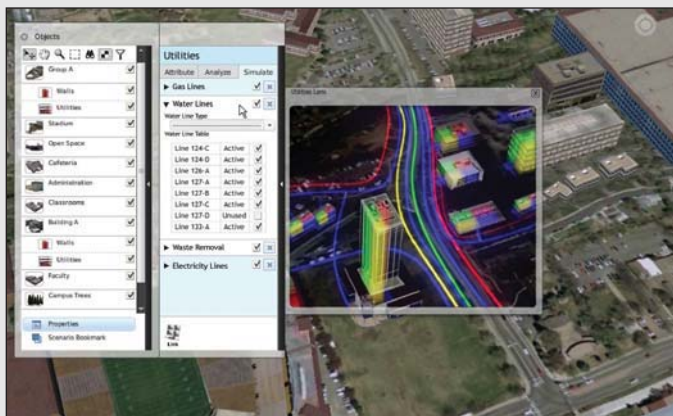 Objects
Group A
Walls
Utilities
Stadium
Open Space
Cafeteria
Administration
Classrooms
Building A
Walls
Utilities
Faculty
Campus Trees
Properties
Scenario Bookmark
Utilities
Attribute Analyze Simulate
Gas Lines
Water Lines
Water Line Type
Water Line Table
Line 124-C Active
Line 124-D Active
Line 126-A Active
Line 127-A Active
Line 127-B Active
Line 127-C Active
Line 127-D Unused
Line 133-A Active
Waste Removal
Electricity Lines
Link
Utilities Lens